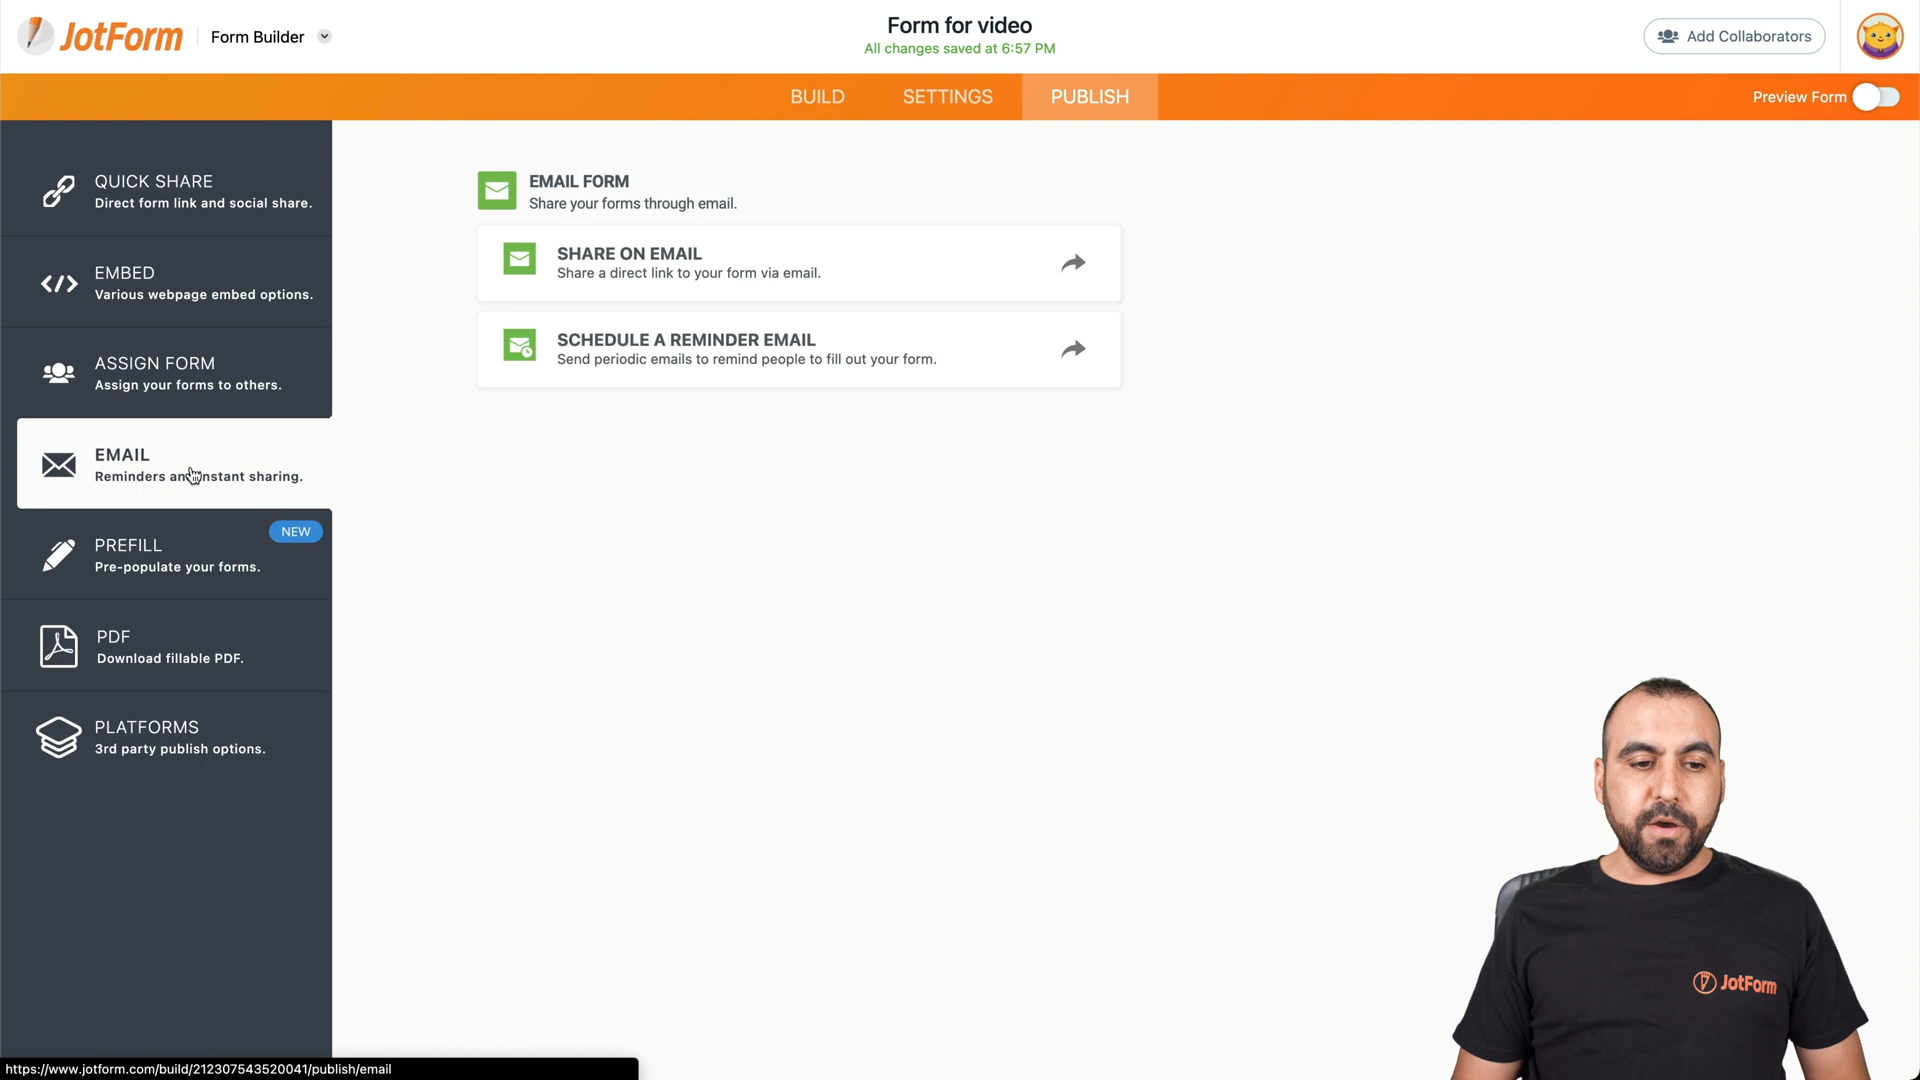 JotForm
Form Builder
Form for video
All changes saved at 6:57 PM
Add Collaborators
BUILD
SETTINGS
PUBLISH
Preview Form
QUICK SHARE
Direct form link and social share.
EMBED
Various webpage embed options.
ASSIGN FORM
Assign your forms to others.
EMAIL
Reminders and instant sharing.
NEW
PREFILL
Pre-populate your forms.
PDF
Download fillable PDF.
PLATFORMS
3rd party publish options.
EMAIL FORM
Share your forms through email.
SHARE ON EMAIL
Share a direct link to your form via email.
SCHEDULE A REMINDER EMAIL
Send periodic emails to remind people to fill out your form.
JotForm
https://www.jotform.com/build/212307543520041/publish/email